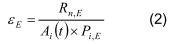 ε_E = R_{n,E} / (A_i(t) × P_{i,E}) (2)